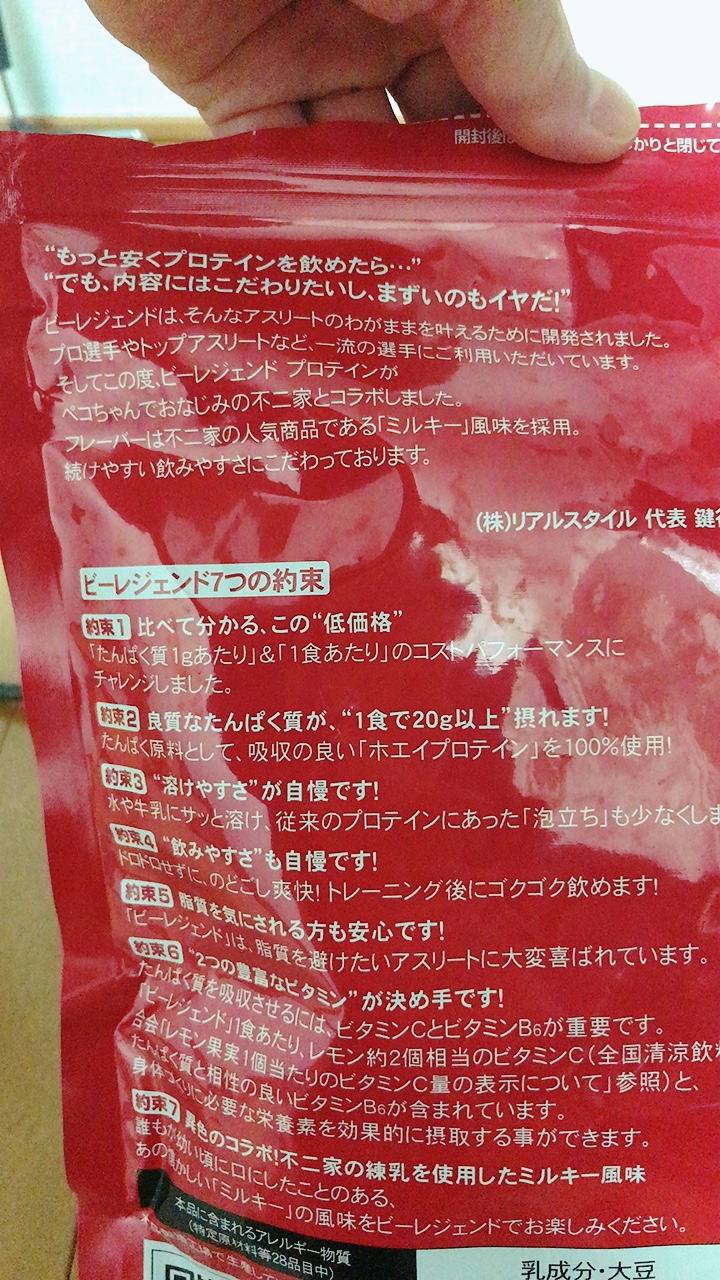 開封後は
かりと閉じて
“もっと安くプロテインを飲めたら…”
“でも、内容にはこだわりたいし、まずいのもイヤだ!”
ビーレジェンドは、そんなアスリートのわがままを叶えるために開発されました。
プロ選手やトップアスリートなど、一流の選手にご利用いただいています。
そしてこの度、ビーレジェンド プロテインが
ペコちゃんでおなじみの不二家とコラボしました。
フレーバーは不二家の人気商品である「ミルキー」風味を採用。
続けやすい飲みやすさにこだわっております。
(株)リアルスタイル 代表 鍵
ビーレジェンド7つの約束
約束1 比べて分かる、この“低価格”
「たんぱく質1gあたり」&「1食あたり」のコストパフォーマンスに
チャレンジしました。
約束2 良質なたんぱく質が、“1食で20g以上”摂れます!
たんぱく原料として、吸収の良い「ホエイプロテイン」を100%使用!
約束3 “溶けやすさ”が自慢です!
水や牛乳にサッと溶け、従来のプロテインにあった「泡立ち」も少なくしま
約束4 “飲みやすさ”も自慢です!
ドロドロせずに、のどごし爽快!トレーニング後にゴクゴク飲めます!
約束5 脂質を気にされる方も安心です!
「ビーレジェンド」は、脂質を避けたいアスリートに大変喜ばれています。
約束6 “2つの豊富なビタミン”が決め手です!
たんぱく質を吸収させるには、ビタミンCとビタミンB6が重要です。
「ビーレジェンド」1食あたり、レモン約2個相当のビタミンC(全国清涼飲料
合会「レモン果実1個当たりのビタミンC量の表示について」参照)と、
たんぱく質と相性の良いビタミンB6が含まれています。
身体づくりに必要な栄養素を効果的に摂取する事ができます。
約束7 異色のコラボ!不二家の練乳を使用したミルキー風味
誰もが幼い頃に口にしたことのある、
あの懐かしい「ミルキー」の風味をビーレジェンドでお楽しみください。
本品に含まれるアレルギー物質
(特定原材料等28品目中)
乳成分・大豆